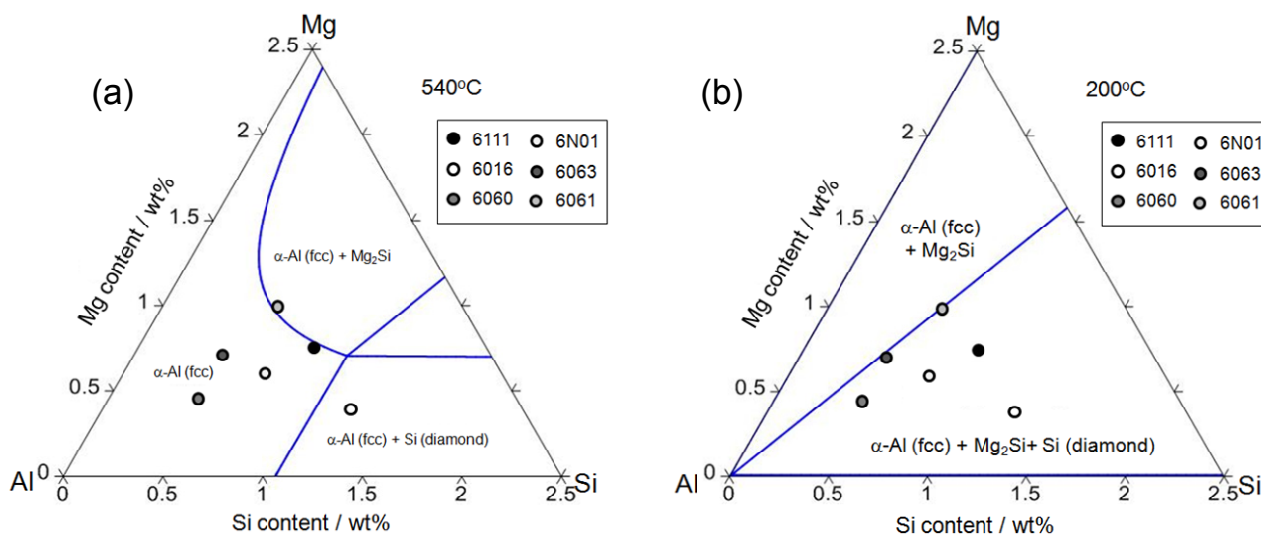 (a)
Mg
2.5
540°C
6111
6N01
6016
6063
6060
6061
2
1.5
1
0.5
0
Mg content / wt%
α-Al (fcc) + Mg₂Si
α-Al (fcc)
α-Al (fcc) + Si (diamond)
Al
Si
0
0.5
1
1.5
2
2.5
Si content / wt%
(b)
Mg
2.5
200°C
6111
6N01
6016
6063
6060
6061
2
1.5
1
0.5
0
Mg content / wt%
α-Al (fcc)
+ Mg₂Si
α-Al (fcc) + Mg₂Si+ Si (diamond)
Al
Si
0
0.5
1
1.5
2
2.5
Si content / wt%